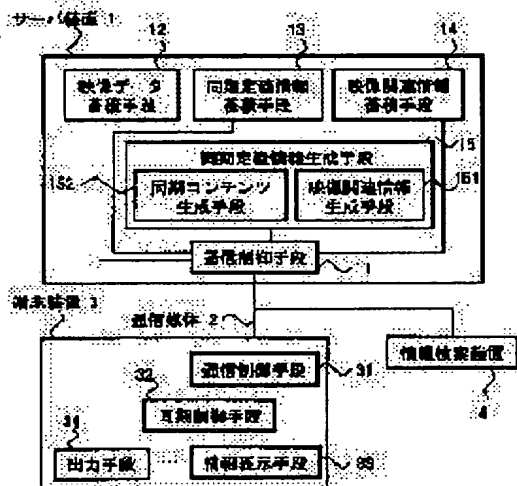 サーバ装置 1
12
13
14
映像データ
蓄積手段
同期定義情報
蓄積手段
映像関連情報
蓄積手段
15
同期定義情報生成手段
152
同期コンテンツ
生成手段
映像関連情報
生成手段
151
通信制御手段
1
端末装置 3
通信媒体 2
通信制御手段
31
情報検索装置
4
32
同期制御手段
34
出力手段
情報表示手段
33